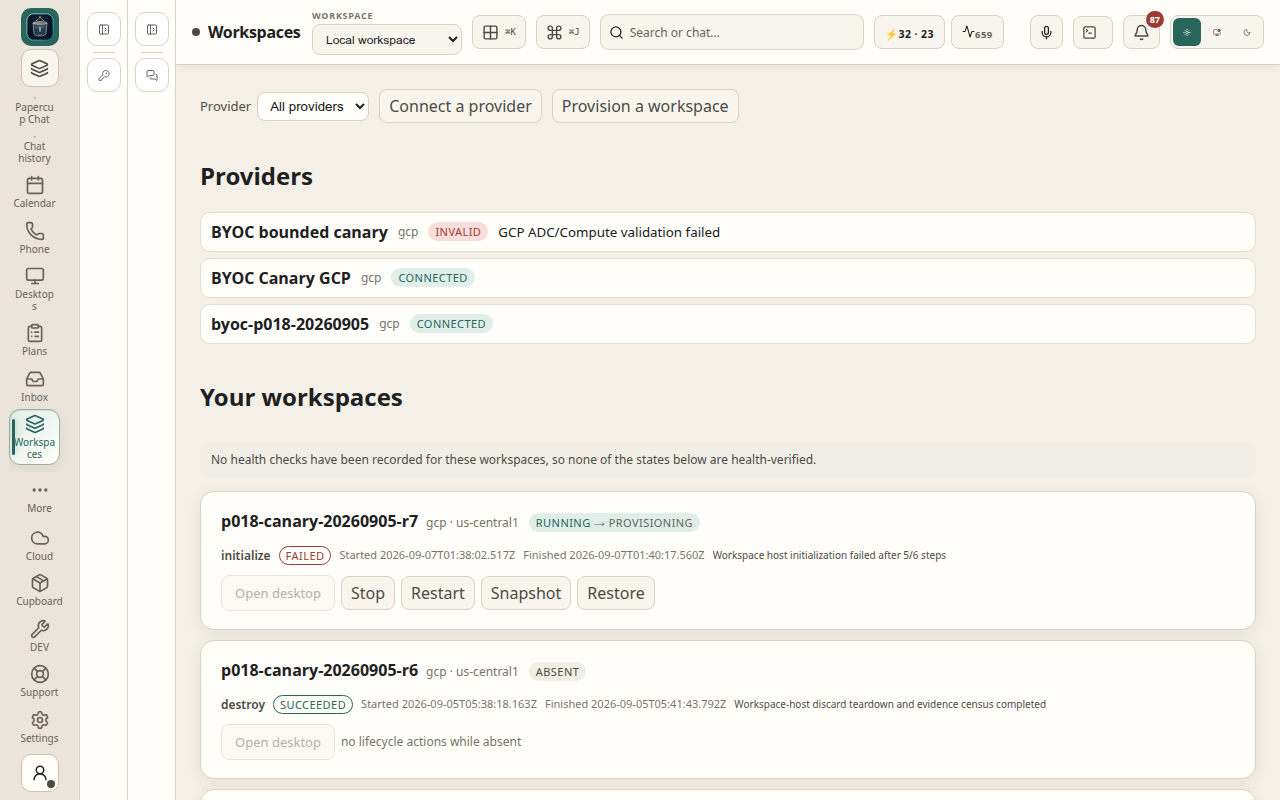 Papercu
p Chat
Chat
history
Calendar
Phone
Desktop
s
Plans
Inbox
Workspa
ces
More
Cloud
Cupboard
DEV
Support
Settings
Workspaces
WORKSPACE
Local workspace
⌘K
⌘J
Search or chat...
⚡32 · 23
659
87
Provider
All providers
Connect a provider
Provision a workspace
Providers
BYOC bounded canary gcp INVALID GCP ADC/Compute validation failed
BYOC Canary GCP gcp CONNECTED
byoc-p018-20260905 gcp CONNECTED
Your workspaces
No health checks have been recorded for these workspaces, so none of the states below are health-verified.
p018-canary-20260905-r7 gcp · us-central1 RUNNING → PROVISIONING
initialize FAILED Started 2026-09-07T01:38:02.517Z Finished 2026-09-07T01:40:17.560Z Workspace host initialization failed after 5/6 steps
Open desktop Stop Restart Snapshot Restore
p018-canary-20260905-r6 gcp · us-central1 ABSENT
destroy SUCCEEDED Started 2026-09-05T05:38:18.163Z Finished 2026-09-05T05:41:43.792Z Workspace-host discard teardown and evidence census completed
Open desktop no lifecycle actions while absent